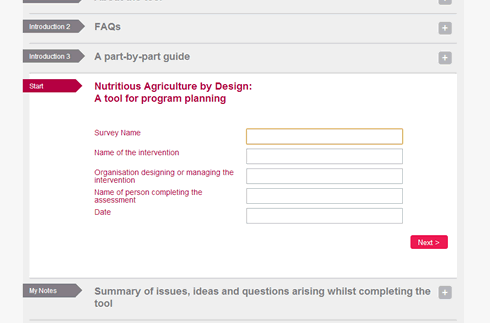 Introduction 2
FAQs
Introduction 3
A part-by-part guide
Start
Nutritious Agriculture by Design:
A tool for program planning
Survey Name
Name of the intervention
Organisation designing or managing the
intervention
Name of person completing the
assessment
Date
Next >
My Notes
Summary of issues, ideas and questions arising whilst completing the
tool